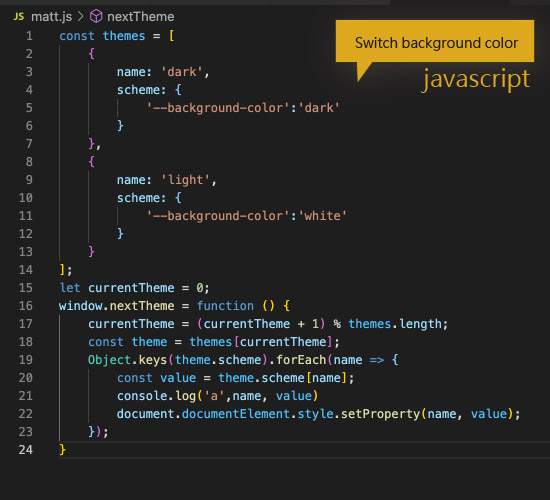 JS matt.js > nextTheme
Switch background color
javascript
1 const themes = [
2 {
3 name: 'dark',
4 scheme: {
5 '--background-color':'dark'
6 }
7 },
8 {
9 name: 'light',
10 scheme: {
11 '--background-color':'white'
12 }
13 }
14 ];
15 let currentTheme = 0;
16 window.nextTheme = function () {
17 currentTheme = (currentTheme + 1) % themes.length;
18 const theme = themes[currentTheme];
19 Object.keys(theme.scheme).forEach(name => {
20 const value = theme.scheme[name];
21 console.log('a',name, value)
22 document.documentElement.style.setProperty(name, value);
23 });
24 }